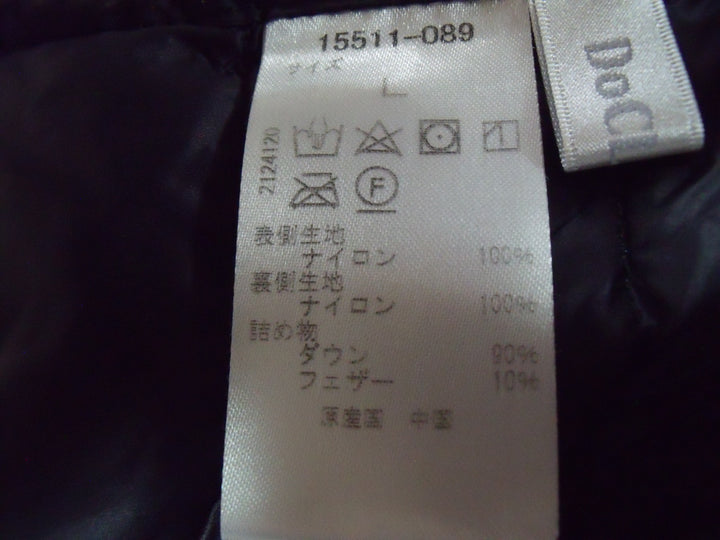 15511-089
サイズ
L
2124120
F
表側生地
ナイロン 100%
裏側生地
ナイロン 100%
詰め物
ダウン 90%
フェザー 10%
原産国 中国
DoCL